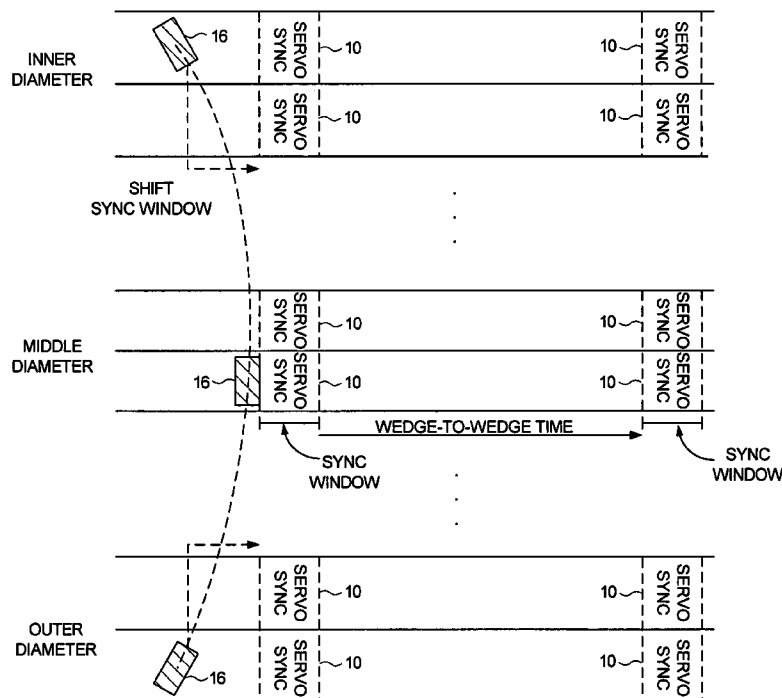 INNER
DIAMETER
16
SERVO
SYNC
10
10
SERVO
SYNC
SERVO
SYNC
10
10
SERVO
SYNC
SHIFT
SYNC WINDOW
MIDDLE
DIAMETER
SERVO
SYNC
10
10
SERVO
SYNC
16
SERVO
SYNC
10
10
SERVO
SYNC
WEDGE-TO-WEDGE TIME
SYNC
WINDOW
SYNC
WINDOW
OUTER
DIAMETER
SERVO
SYNC
10
10
SERVO
SYNC
16
SERVO
SYNC
10
10
SERVO
SYNC